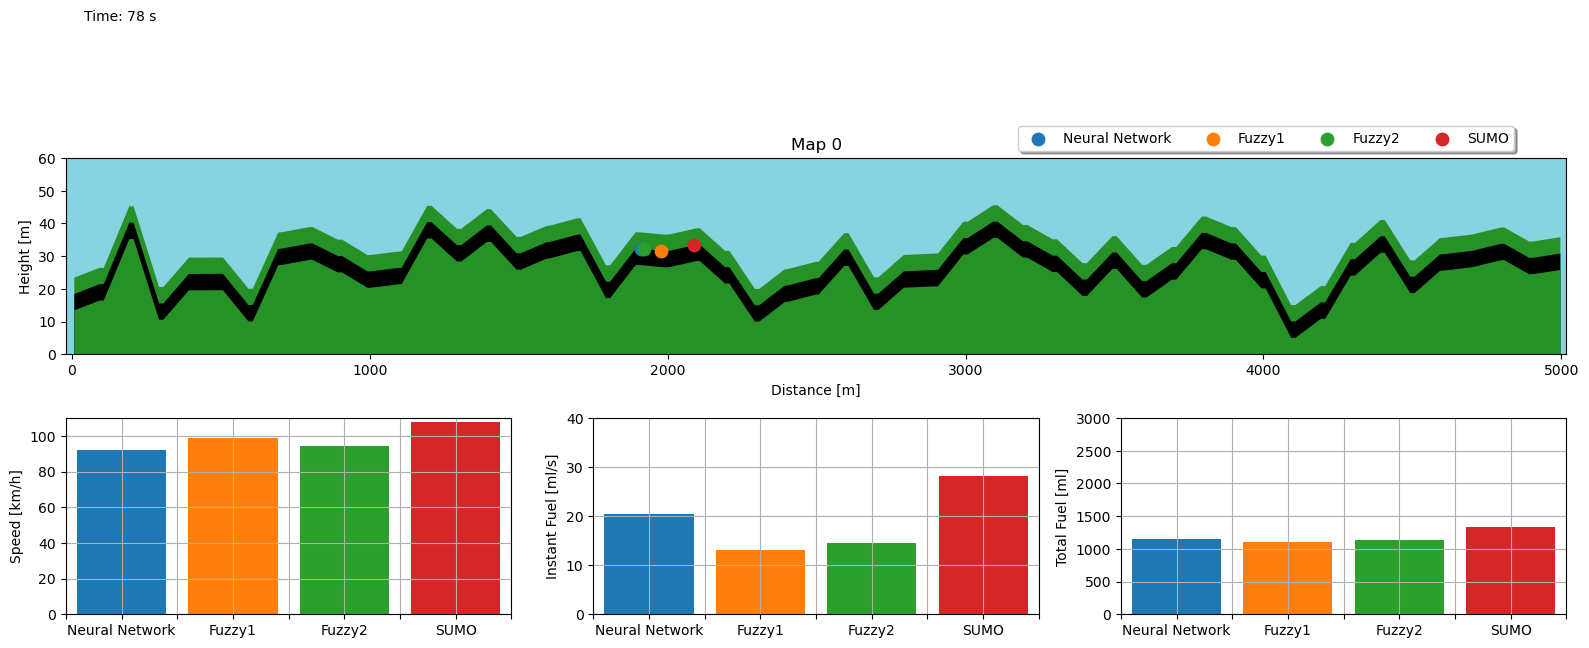 Time: 78 s
Neural Network Fuzzy1 Fuzzy2 SUMO
Map 0
Height [m]
60
50
40
30
20
10
0
0 1000 2000 3000 4000 5000
Distance [m]
Speed [km/h]
100
80
60
40
20
0
Neural Network Fuzzy1 Fuzzy2 SUMO
Instant Fuel [ml/s]
40
30
20
10
0
Neural Network Fuzzy1 Fuzzy2 SUMO
Total Fuel [ml]
3000
2500
2000
1500
1000
500
0
Neural Network Fuzzy1 Fuzzy2 SUMO